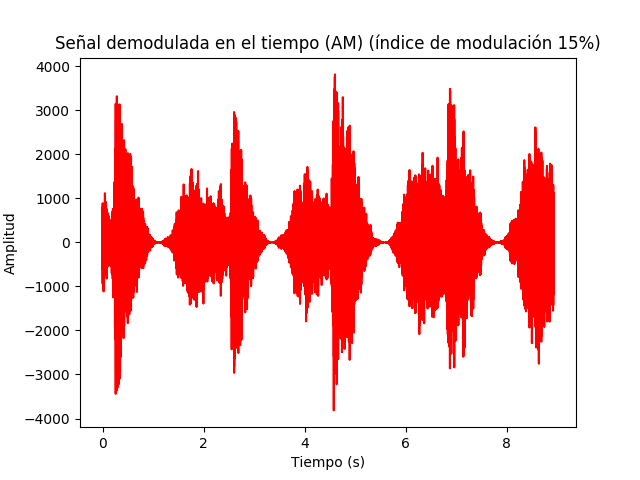 Señal demodulada en el tiempo (AM) (índice de modulación 15%)
4000
3000
2000
1000
0
−1000
−2000
−3000
−4000
Amplitud
0 2 4 6 8
Tiempo (s)